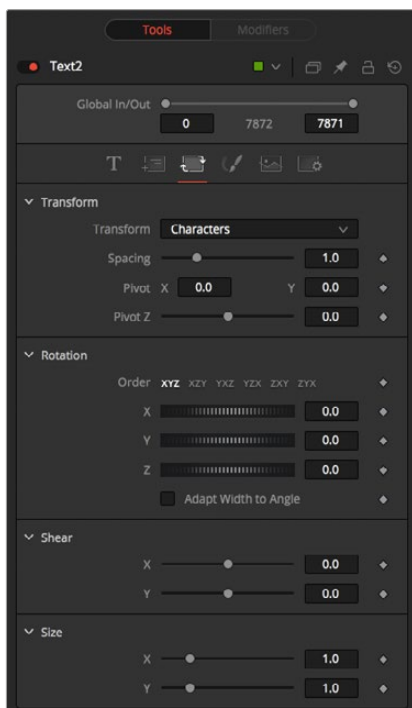 Tools Modifiers
Text2
Global In/Out
0 7872 7871
T
Transform
Transform Characters
Spacing 1.0
Pivot X 0.0 Y 0.0
Pivot Z 0.0
Rotation
Order XYZ XZY YXZ YZX ZXY ZYX
X 0.0
Y 0.0
Z 0.0
Adapt Width to Angle
Shear
X 0.0
Y 0.0
Size
X 1.0
Y 1.0